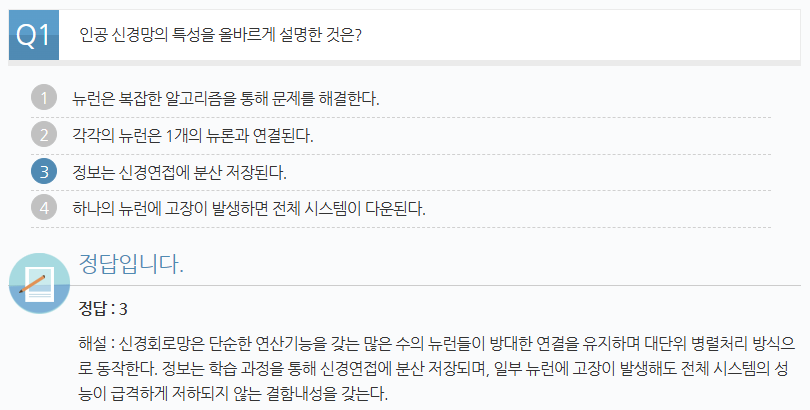 Q1 인공 신경망의 특성을 올바르게 설명한 것은?
1 뉴런은 복잡한 알고리즘을 통해 문제를 해결한다.
2 각각의 뉴런은 1개의 뉴론과 연결된다.
3 정보는 신경연접에 분산 저장된다.
4 하나의 뉴런에 고장이 발생하면 전체 시스템이 다운된다.
정답입니다.
정답 : 3
해설 : 신경회로망은 단순한 연산기능을 갖는 많은 수의 뉴런들이 방대한 연결을 유지하며 대단위 병렬처리 방식으
로 동작한다. 정보는 학습 과정을 통해 신경연접에 분산 저장되며, 일부 뉴런에 고장이 발생해도 전체 시스템의 성
능이 급격하게 저하되지 않는 결함내성을 갖는다.